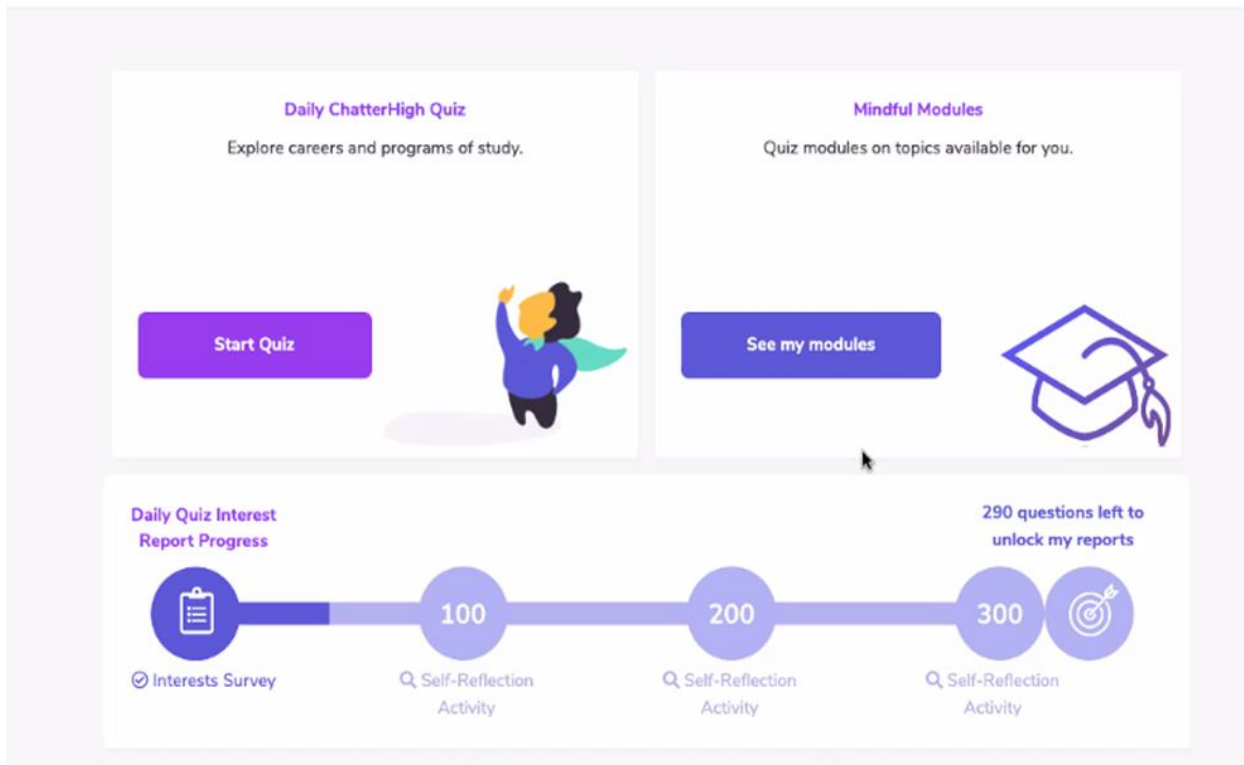 Daily ChatterHigh Quiz
Explore careers and programs of study.
Start Quiz
Mindful Modules
Quiz modules on topics available for you.
See my modules
Daily Quiz Interest
Report Progress
290 questions left to
unlock my reports
100
200
300
Interests Survey
Self-Reflection
Activity
Self-Reflection
Activity
Self-Reflection
Activity